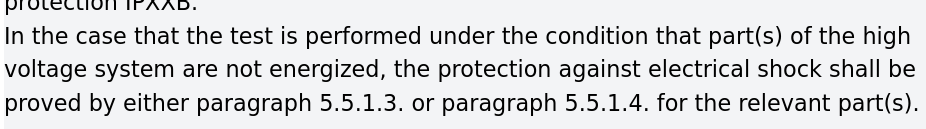 protection IPXXB.
In the case that the test is performed under the condition that part(s) of the high
voltage system are not energized, the protection against electrical shock shall be
proved by either paragraph 5.5.1.3. or paragraph 5.5.1.4. for the relevant part(s).